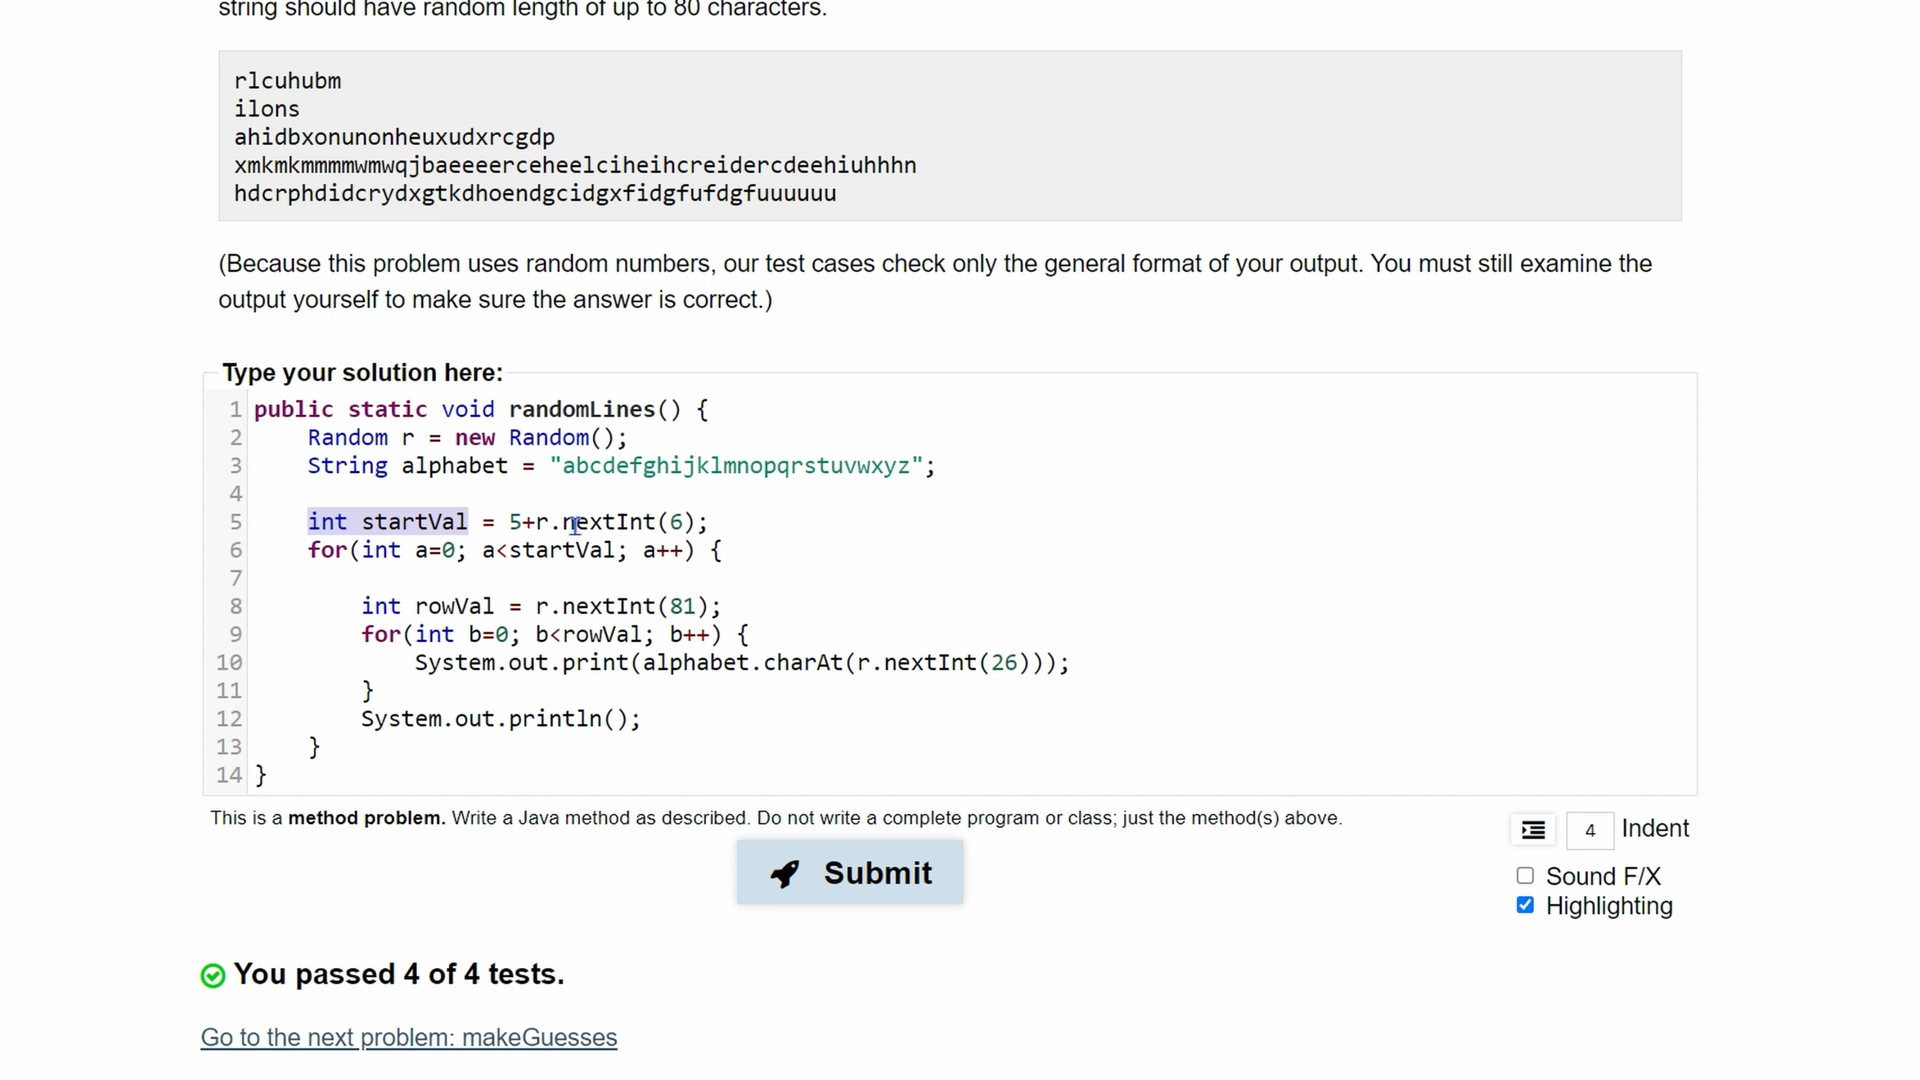 string should have random length of up to 80 characters.
rlcuhubm
ilons
ahidbxonunonheuxudxrcgdp
xmkmkmmmmwmwqjbaeeeerceheelciheihcreidercdeehiuhhhn
hdcrphdidcrydxgtkdhoendgcidgxfidgfufdgfuuuuuu
(Because this problem uses random numbers, our test cases check only the general format of your output. You must still examine the
output yourself to make sure the answer is correct.)
Type your solution here:
1 public static void randomLines() {
2     Random r = new Random();
3     String alphabet = "abcdefghijklmnopqrstuvwxyz";
4
5     int startVal = 5+r.nextInt(6);
6     for(int a=0; a<startVal; a++) {
7
8         int rowVal = r.nextInt(81);
9         for(int b=0; b<rowVal; b++) {
10             System.out.print(alphabet.charAt(r.nextInt(26)));
11         }
12         System.out.println();
13     }
14 }
This is a method problem. Write a Java method as described. Do not write a complete program or class; just the method(s) above.
4 Indent
Submit
Sound F/X
Highlighting
You passed 4 of 4 tests.
Go to the next problem: makeGuesses